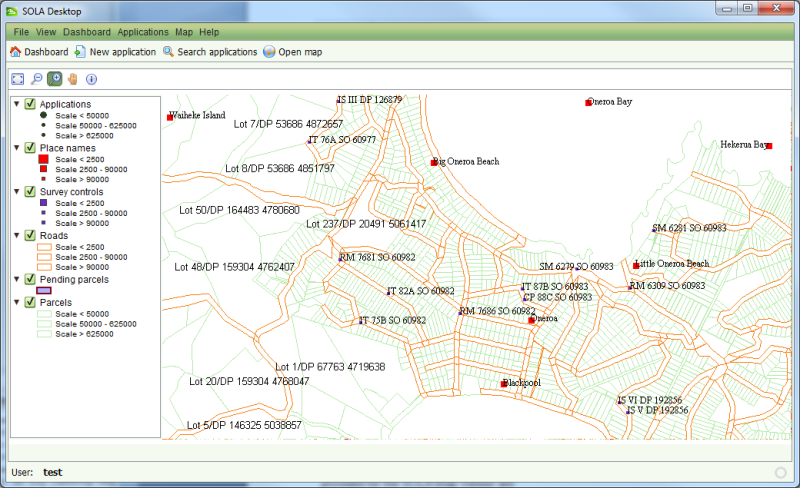 SOLA Desktop
File View Dashboard Applications Map Help
Dashboard New application Search applications Open map
Applications
Scale < 50000
Scale 50000 - 625000
Scale > 625000
Place names
Scale < 2500
Scale 2500 - 90000
Scale > 90000
Survey controls
Scale < 2500
Scale 2500 - 90000
Scale > 90000
Roads
Scale < 2500
Scale 2500 - 90000
Scale > 90000
Pending parcels
Parcels
Scale < 50000
Scale 50000 - 625000
Scale > 625000
IS III DP 126879
Oneroa Bay
Waiheke Island
Lot 7/DP 53686 4872657
IT 76A SO 60977
Hekerua Bay
Big Oneroa Beach
Lot 8/DP 53686 4851797
Lot 50/DP 164483 4780680
Lot 237/DP 20491 5061417
SM 6281 SO 60983
RM 7681 SO 60982
Lot 48/DP 159304 4762407
SM 6279 SO 60983
Little Oneroa Beach
IT 82A SO 60982
IT 87B SO 60983
RM 6309 SO 60983
CP 88C SO 60983
RM 7686 SO 60982
IT 75B SO 60982
Oneroa
Lot 1/DP 67763 4719638
Lot 20/DP 159304 4768047
Blackpool
IS VI DP 192856
IS V DP 192856
Lot 5/DP 146325 5038857
User: test